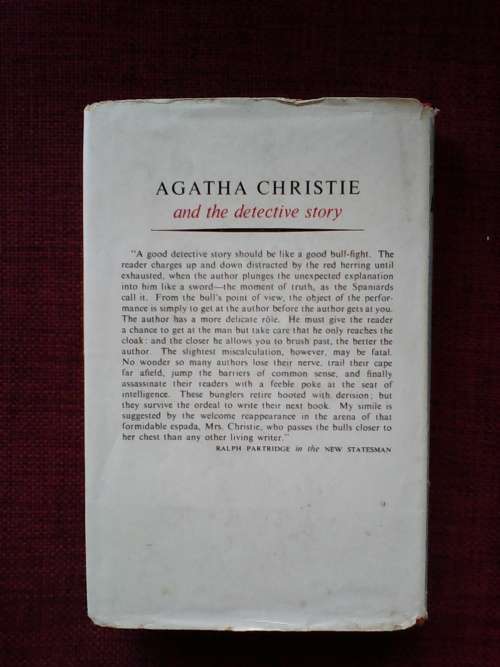 AGATHA CHRISTIE
and the detective story
"A good detective story should be like a good bull-fight. The
reader charges up and down distracted by the red herring until
exhausted, when the author plunges the unexpected explanation
into him like a sword—the moment of truth, as the Spaniards
call it. From the bull's point of view, the object of the perfor-
mance is simply to get at the author before the author gets at you.
The author has a more delicate rôle. He must give the reader
a chance to get at the man but take care that he only reaches the
cloak: and the closer he allows you to brush past, the better the
author. The slightest miscalculation, however, may be fatal.
No wonder so many authors lose their nerve, trail their cape
far afield, jump the barriers of common sense, and finally
assassinate their readers with a feeble poke at the seat of
intelligence. These bunglers retire hooted with derision; but
they survive the ordeal to write their next book. My simile is
suggested by the welcome reappearance in the arena of that
formidable espada, Mrs. Christie, who passes the bulls closer to
her chest than any other living writer."
RALPH PARTRIDGE in the NEW STATESMAN